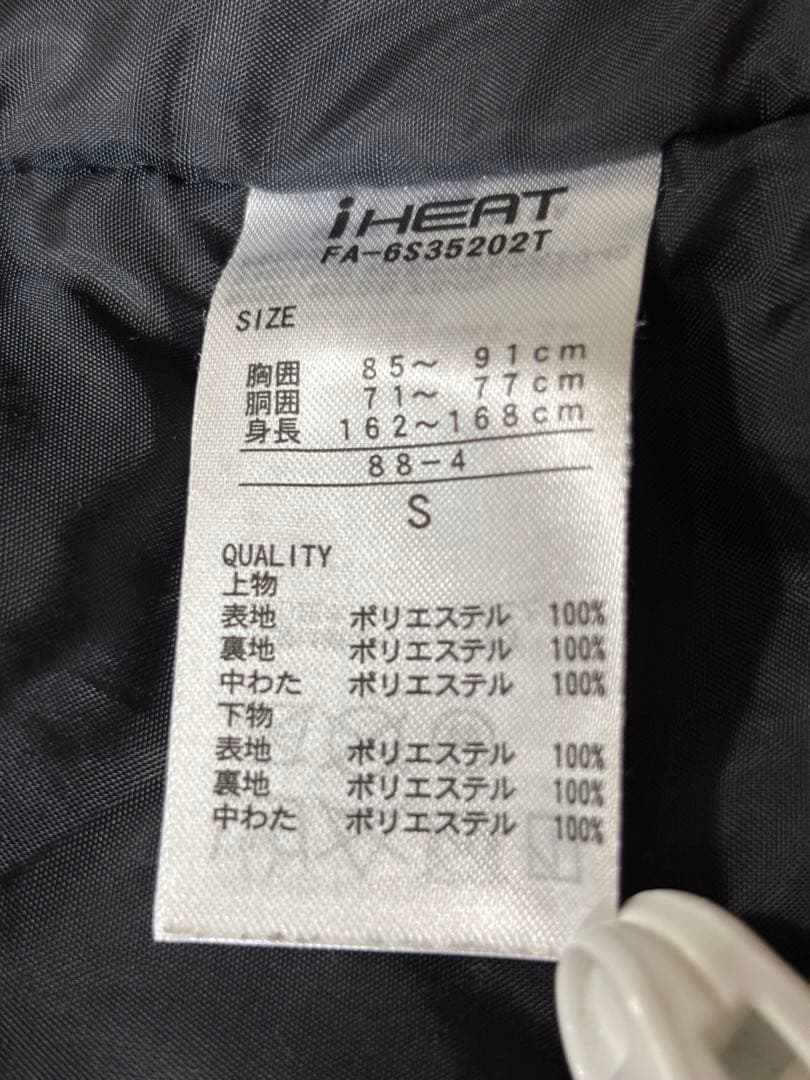 iHEAT
FA-6S35202T
SIZE
胸囲 85〜 91cm
胴囲 71〜 77cm
身長 162〜168cm
88-4
S
QUALITY
上物
表地 ポリエステル 100%
裏地 ポリエステル 100%
中わた ポリエステル 100%
下物
表地 ポリエステル 100%
裏地 ポリエステル 100%
中わた ポリエステル 100%